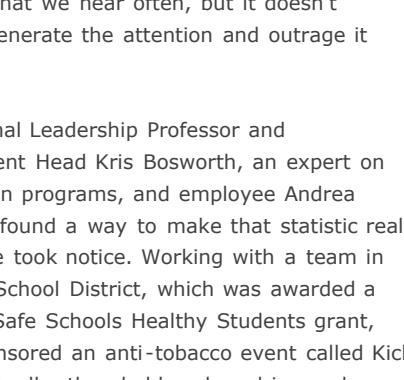 hat we hear often, but it doesn't
enerate the attention and outrage it
nal Leadership Professor and
ent Head Kris Bosworth, an expert on
n programs, and employee Andrea
found a way to make that statistic real
e took notice. Working with a team in
School District, which was awarded a
Safe Schools Healthy Students grant,
nsored an anti-tobacco event called Kic